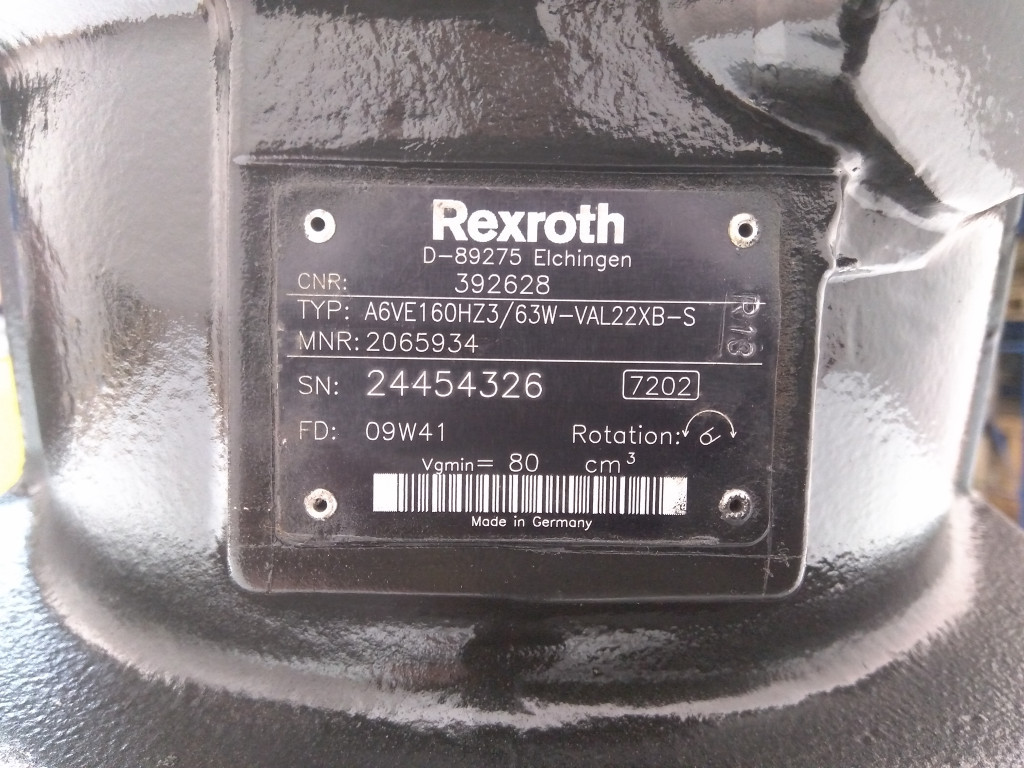 Rexroth
D-89275 Elchingen
CNR: 392628
TYP: A6VE160HZ3/63W-VAL22XB-S
MNR: 2065934
SN: 24454326 7202
FD: 09W41 Rotation:
Vgmin= 80 cm³
Made in Germany